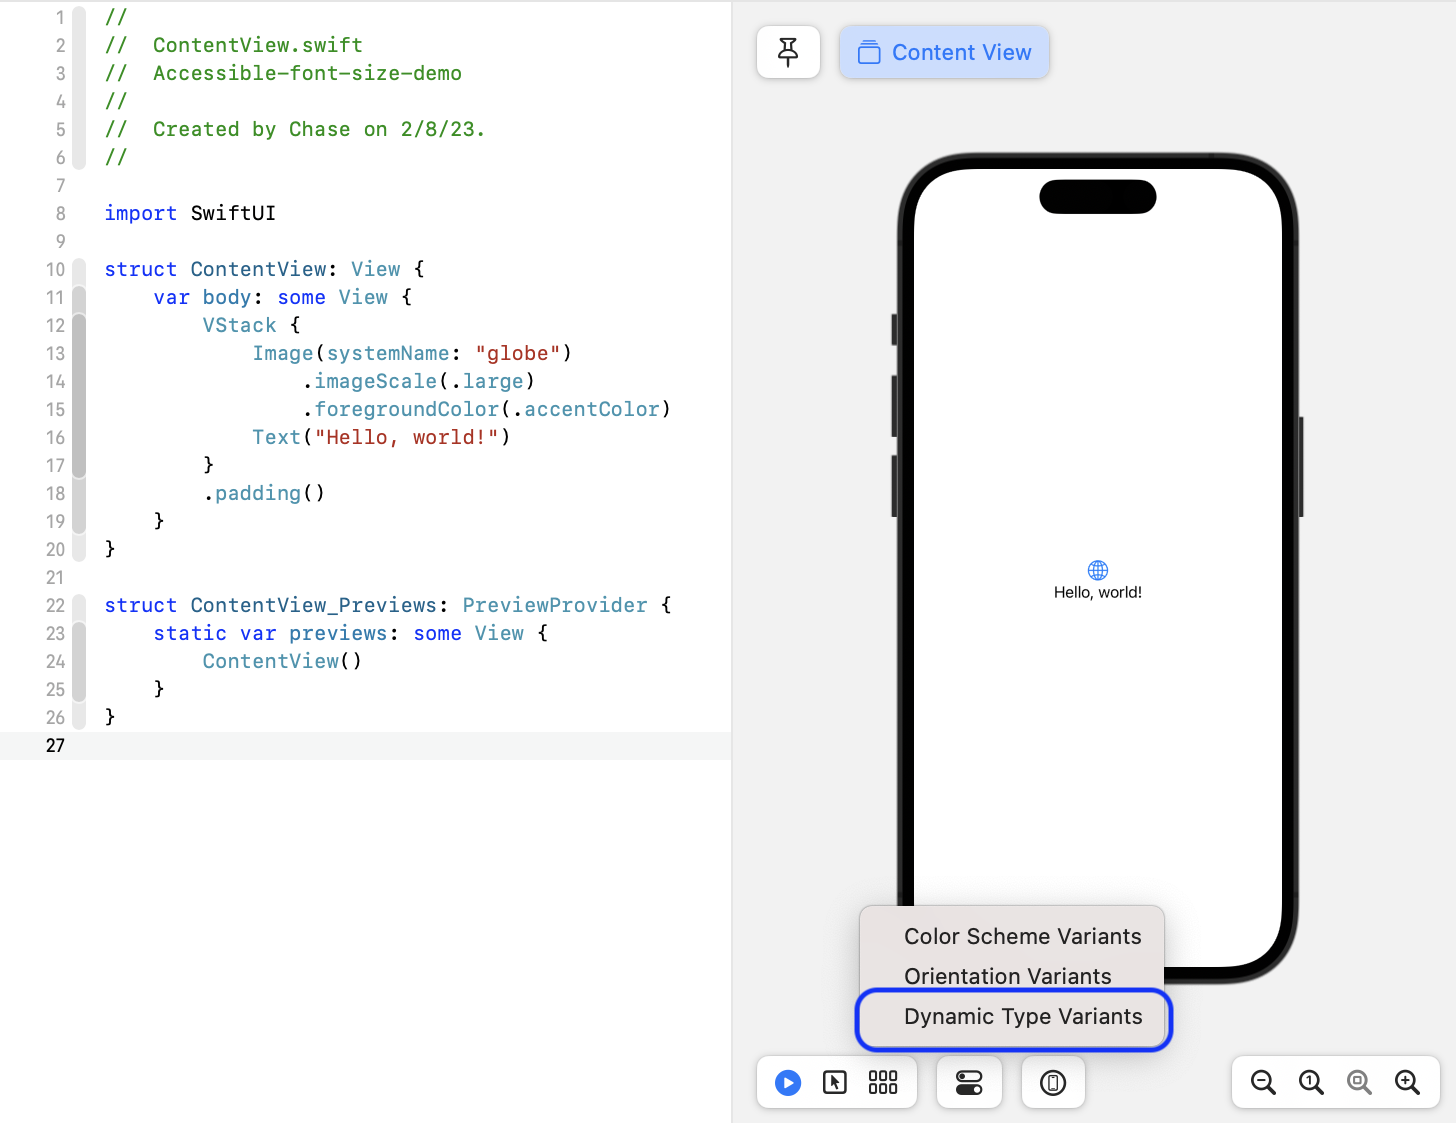 1 //
2 //  ContentView.swift
3 //  Accessible-font-size-demo
4 //
5 //  Created by Chase on 2/8/23.
6 //
7
8 import SwiftUI
9
10 struct ContentView: View {
11     var body: some View {
12         VStack {
13             Image(systemName: "globe")
14                 .imageScale(.large)
15                 .foregroundColor(.accentColor)
16             Text("Hello, world!")
17         }
18         .padding()
19     }
20 }
21
22 struct ContentView_Previews: PreviewProvider {
23     static var previews: some View {
24         ContentView()
25     }
26 }
27
Content View
Hello, world!
Color Scheme Variants
Orientation Variants
Dynamic Type Variants
1